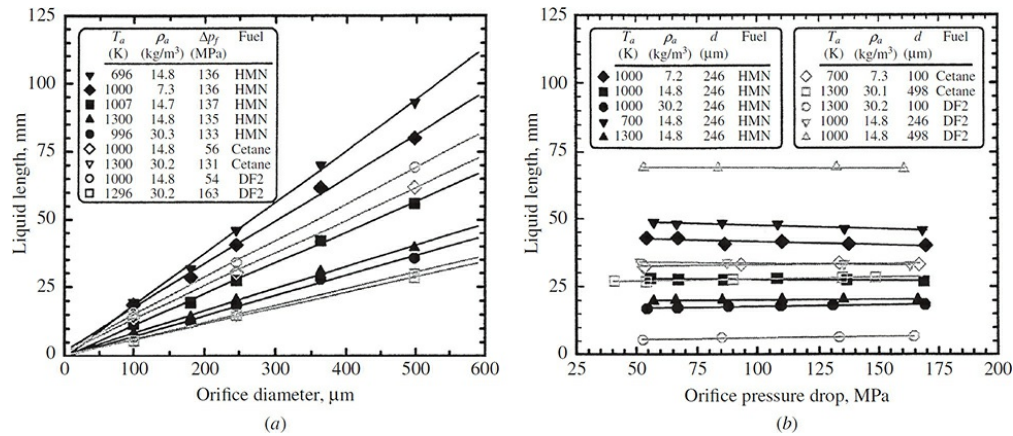 125
100
75
50
25
0
Liquid length, mm
T_a ρ_a Δp_f Fuel
(K) (kg/m³) (MPa)
696 14.8 136 HMN
1000 7.3 136 HMN
1007 14.7 137 HMN
1300 14.8 135 HMN
996 30.3 133 HMN
1000 14.8 56 Cetane
1300 30.2 131 Cetane
1000 14.8 54 DF2
1296 30.2 163 DF2
0 100 200 300 400 500 600
Orifice diameter, μm
(a)
125
100
75
50
25
0
Liquid length, mm
T_a ρ_a d Fuel
(K) (kg/m³) (μm)
1000 7.2 246 HMN
1000 14.8 246 HMN
1000 30.2 246 HMN
700 14.8 246 HMN
1300 14.8 246 HMN
T_a ρ_a d Fuel
(K) (kg/m³) (μm)
700 7.3 100 Cetane
1300 30.1 498 Cetane
1300 30.2 100 DF2
1000 14.8 246 DF2
1000 14.8 498 DF2
25 50 75 100 125 150 175 200
Orifice pressure drop, MPa
(b)